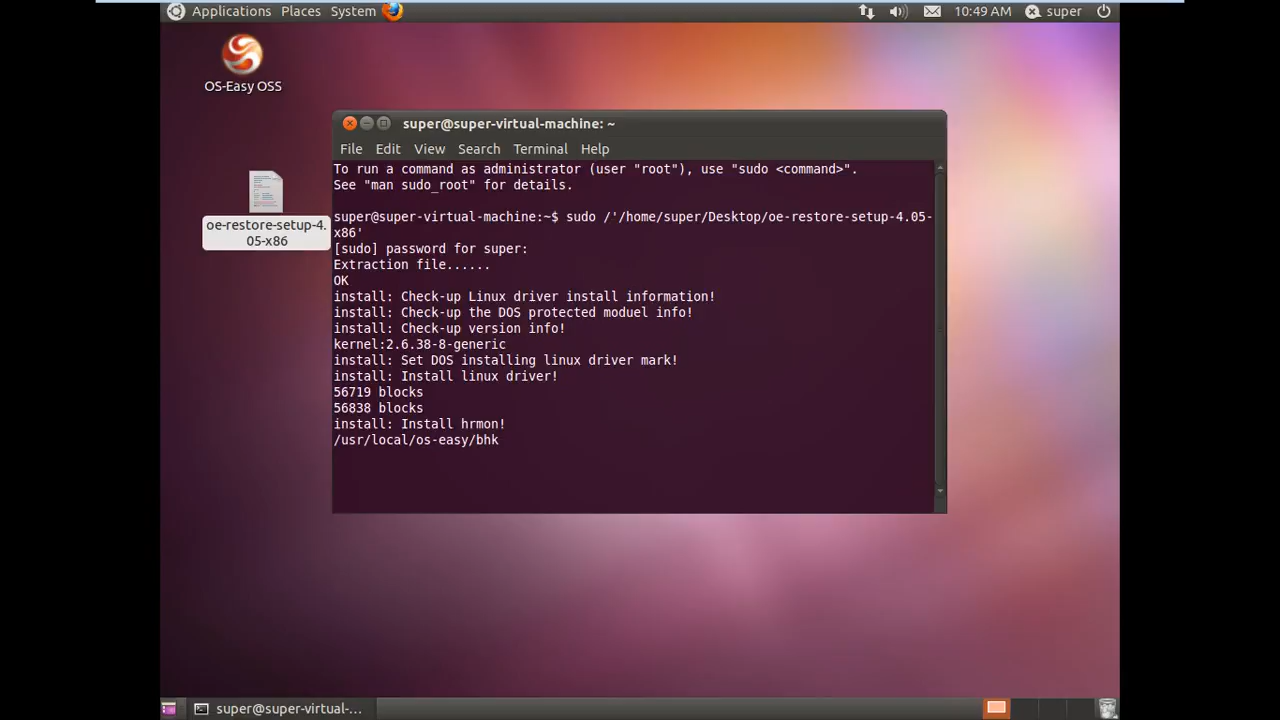 Applications Places System 10:49 AM super
OS-Easy OSS
super@super-virtual-machine: ~
File Edit View Search Terminal Help
To run a command as administrator (user "root"), use "sudo <command>".
See "man sudo_root" for details.
super@super-virtual-machine:~$ sudo /'/home/super/Desktop/oe-restore-setup-4.05-
x86'
[sudo] password for super:
Extraction file......
OK
install: Check-up Linux driver install information!
install: Check-up the DOS protected moduel info!
install: Check-up version info!
kernel:2.6.38-8-generic
install: Set DOS installing linux driver mark!
install: Install linux driver!
56719 blocks
56838 blocks
install: Install hrmon!
/usr/local/os-easy/bhk
oe-restore-setup-4.
05-x86
super@super-virtual-...